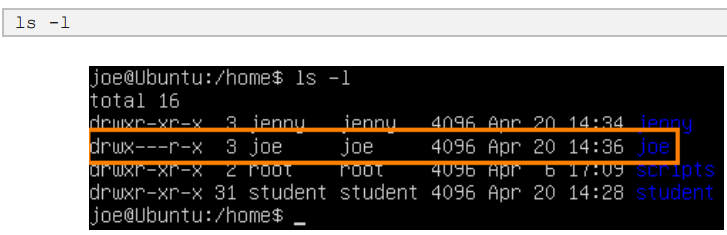 ls -l
joe@Ubuntu:/home$ ls -l
total 16
drwxr-xr-x 3 jenny jenny 4096 Apr 20 14:34 jenny
drwx---r-x 3 joe joe 4096 Apr 20 14:36 joe
drwxr-xr-x 2 root root 4096 Apr 6 17:09 scripts
drwxr-xr-x 31 student student 4096 Apr 20 14:28 student
joe@Ubuntu:/home$ _